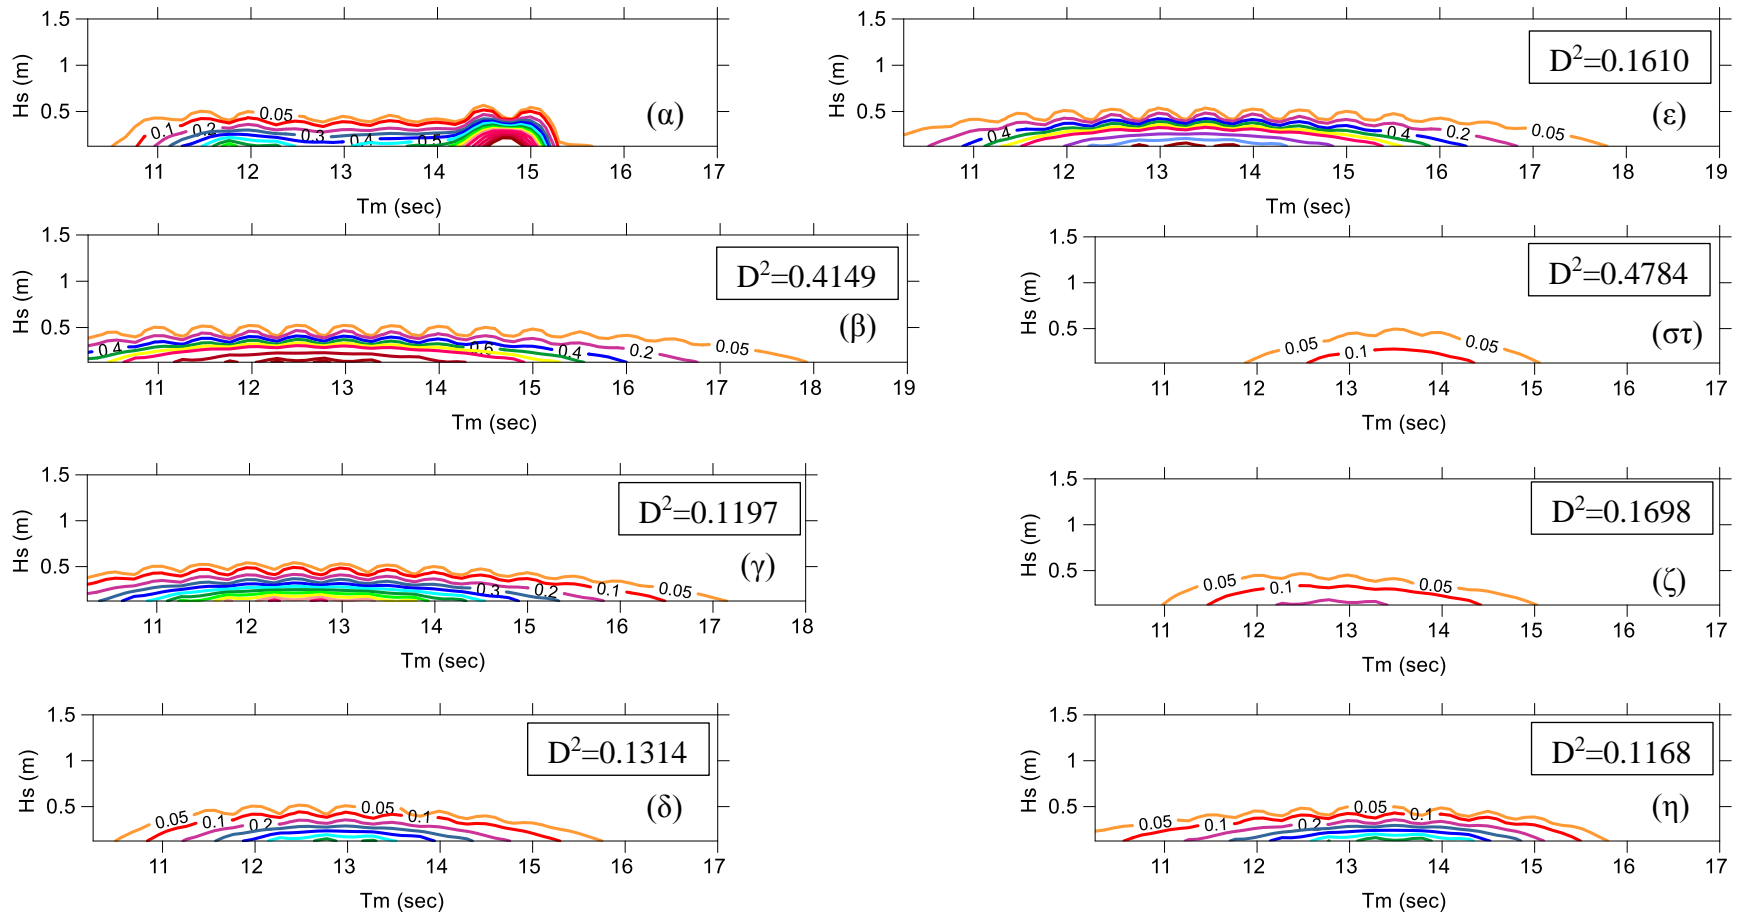 1.5
1
0.5
Hs (m)
0.05
0.1
0.2
0.3
0.4
0.5
(α)
11 12 13 14 15 16 17
Tm (sec)
1.5
1
0.5
Hs (m)
D²=0.1610
0.4
0.4
0.2
0.05
(ε)
11 12 13 14 15 16 17 18 19
Tm (sec)
1.5
1
0.5
Hs (m)
D²=0.4149
(β)
0.4
0.6
0.4
0.2
0.05
11 12 13 14 15 16 17 18 19
Tm (sec)
1.5
1
0.5
Hs (m)
D²=0.4784
(στ)
0.05
0.1
0.05
11 12 13 14 15 16 17
Tm (sec)
1.5
1
0.5
Hs (m)
D²=0.1197
(γ)
0.3
0.2
0.1
0.05
11 12 13 14 15 16 17 18
Tm (sec)
1.5
1
0.5
Hs (m)
D²=0.1698
(ζ)
0.05
0.1
0.05
11 12 13 14 15 16 17
Tm (sec)
1.5
1
0.5
Hs (m)
D²=0.1314
(δ)
0.05
0.1
0.2
0.05
0.1
11 12 13 14 15 16 17
Tm (sec)
1.5
1
0.5
Hs (m)
D²=0.1168
(η)
0.05
0.1
0.2
0.05
0.1
11 12 13 14 15 16 17
Tm (sec)